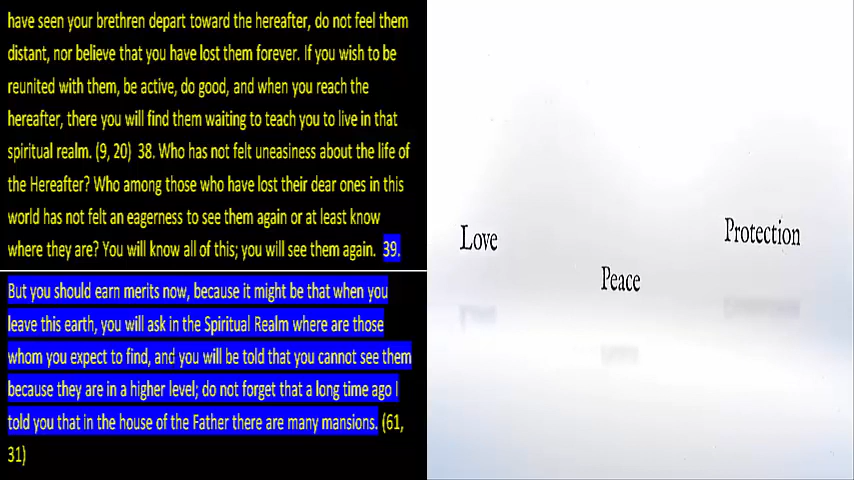 have seen your brethren depart toward the hereafter, do not feel them
distant, nor believe that you have lost them forever. If you wish to be
reunited with them, be active, do good, and when you reach the
hereafter, there you will find them waiting to teach you to live in that
spiritual realm. (9, 20)  38. Who has not felt uneasiness about the life of
the Hereafter? Who among those who have lost their dear ones in this
world has not felt an eagerness to see them again or at least know
where they are? You will know all of this; you will see them again.  39.
But you should earn merits now, because it might be that when you
leave this earth, you will ask in the Spiritual Realm where are those
whom you expect to find, and you will be told that you cannot see them
because they are in a higher level; do not forget that a long time ago I
told you that in the house of the Father there are many mansions. (61,
31)
Love
Peace
Protection